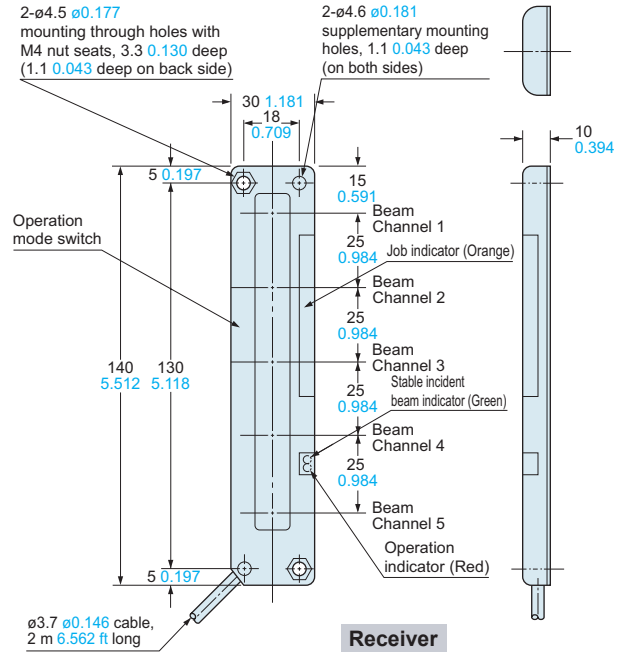 2-ø4.5 ø0.177
mounting through holes with
M4 nut seats, 3.3 0.130 deep
(1.1 0.043 deep on back side)
2-ø4.6 ø0.181
supplementary mounting
holes, 1.1 0.043 deep
(on both sides)
30 1.181
18
0.709
10
0.394
5 0.197
15
0.591
Operation
mode switch
Beam
Channel 1
25
0.984
Job indicator (Orange)
Beam
Channel 2
25
0.984
140
5.512
130
5.118
Beam
Channel 3
25
0.984
Stable incident
beam indicator (Green)
Beam
Channel 4
25
0.984
Beam
Channel 5
Operation
indicator (Red)
5 0.197
ø3.7 ø0.146 cable,
2 m 6.562 ft long
Receiver